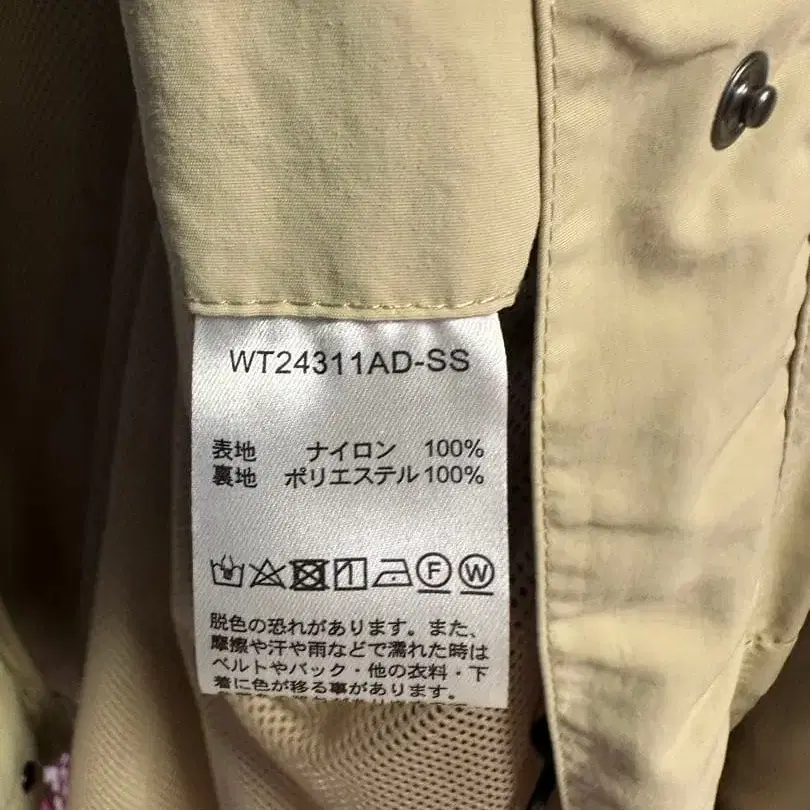 WT24311AD-SS
表地 ナイロン 100%
裏地 ポリエステル 100%
F W
脱色の恐れがあります。また、
摩擦や汗や雨などで濡れた時は
ベルトやバック・他の衣料・下
着に色が移る事があります。